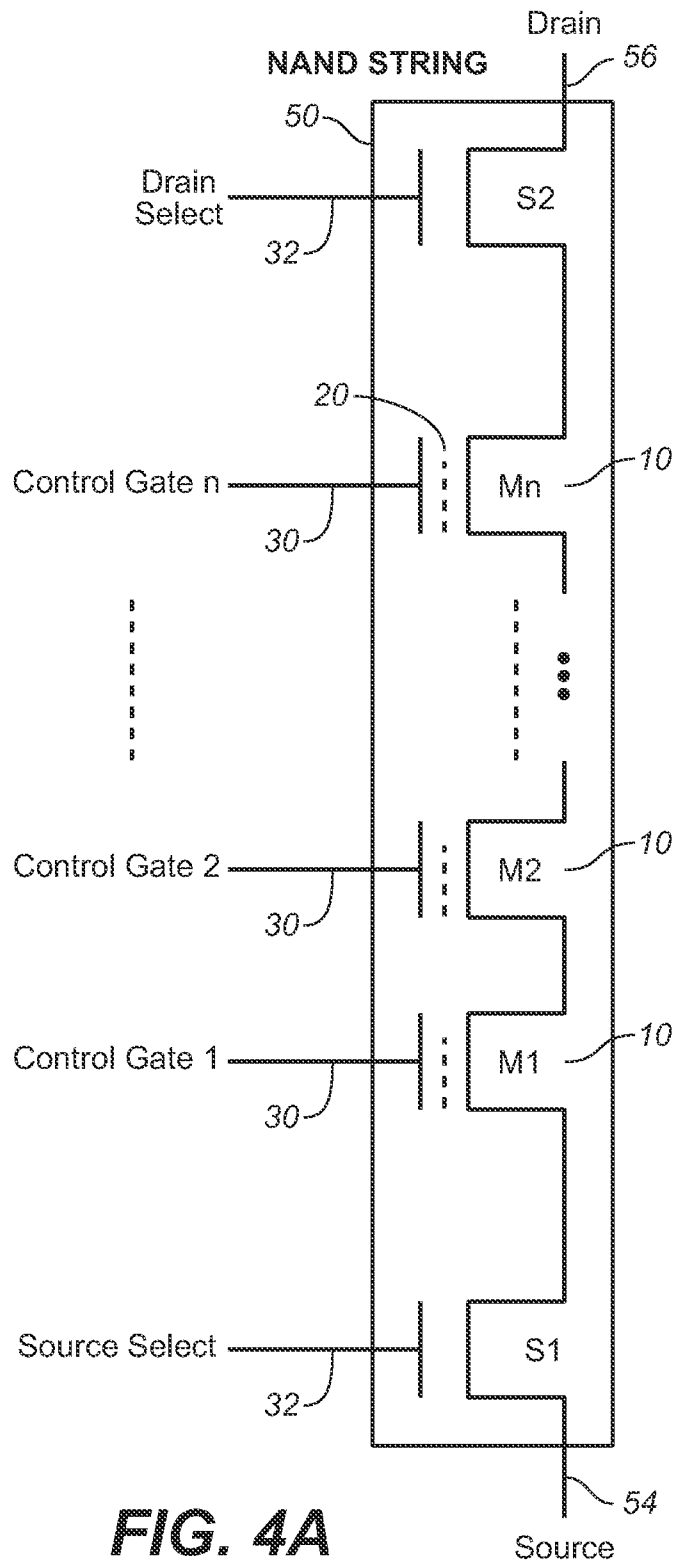 Drain
56
NAND STRING
50
Drain
Select
S2
32
20
Control Gate n
Mn
10
30
Control Gate 2
M2
10
30
Control Gate 1
M1
10
30
Source Select
S1
32
54
FIG. 4A
Source